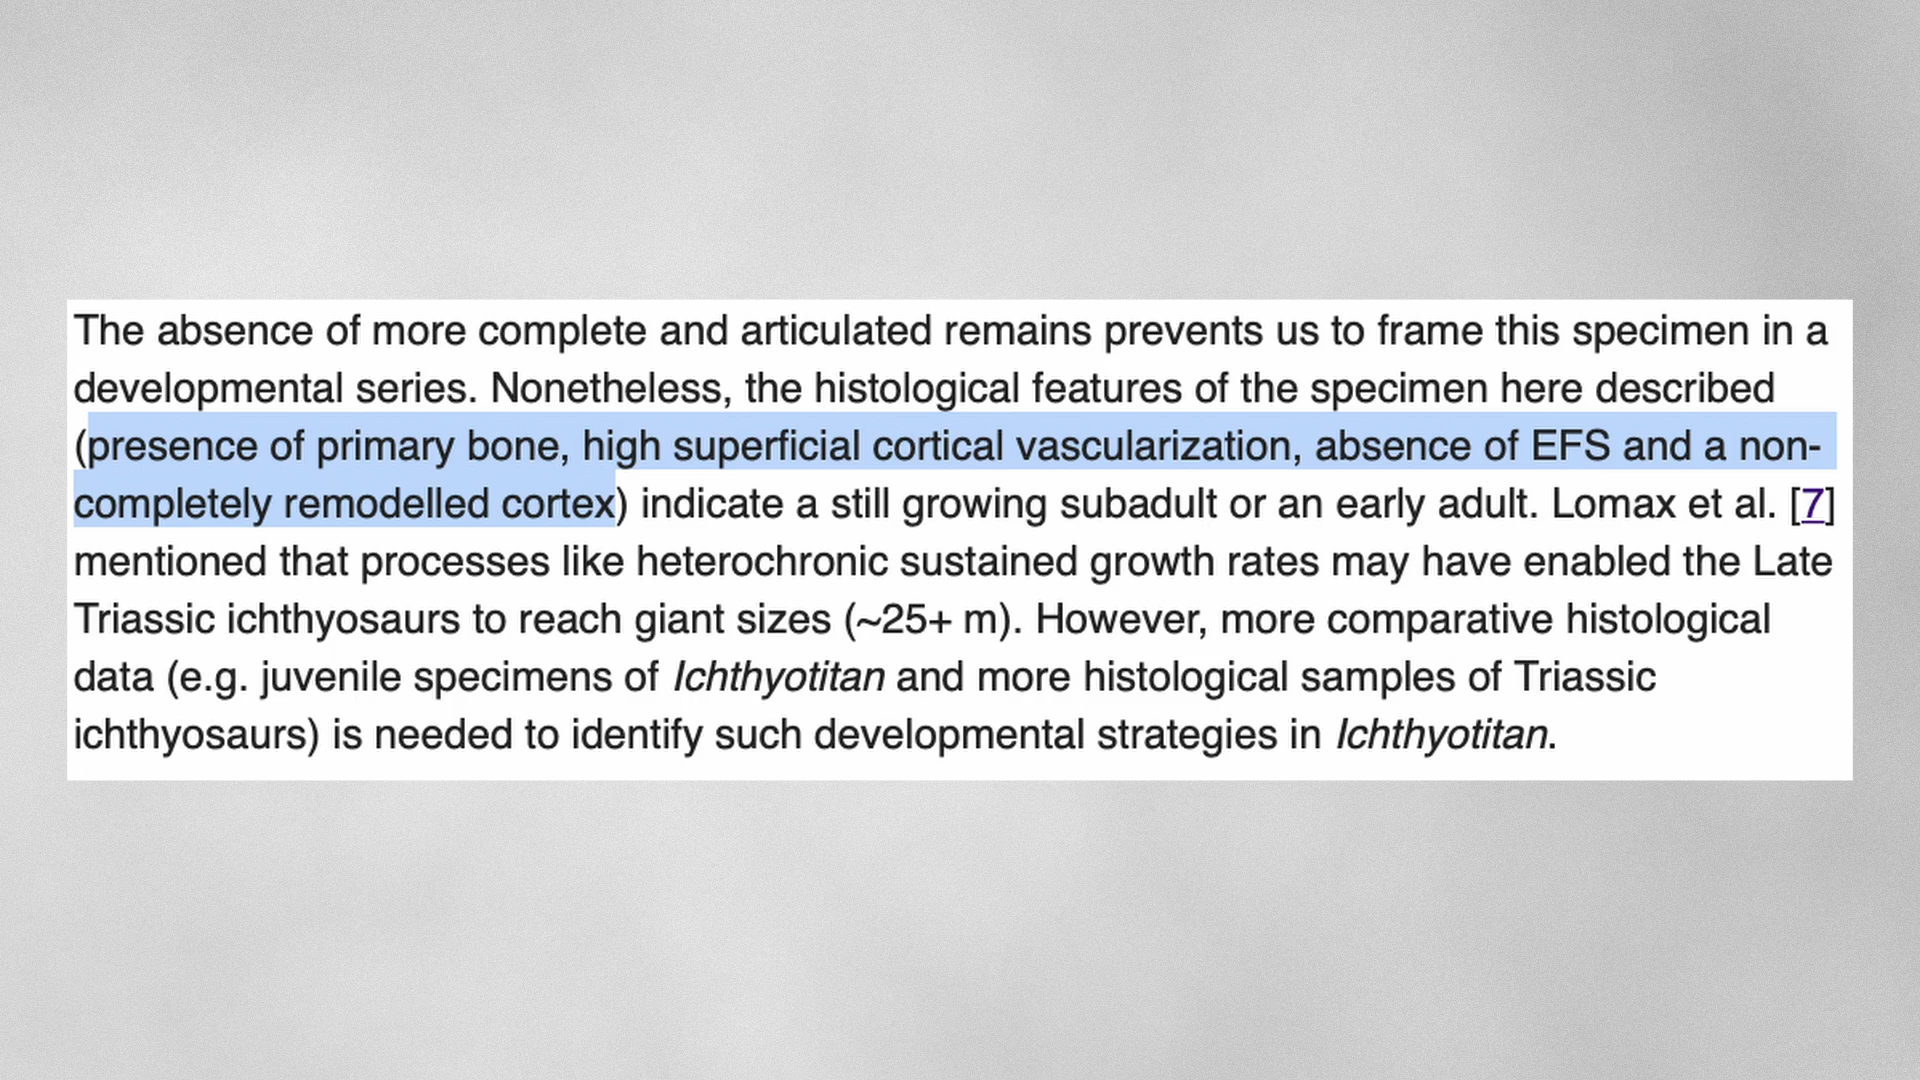 The absence of more complete and articulated remains prevents us to frame this specimen in a
developmental series. Nonetheless, the histological features of the specimen here described
(presence of primary bone, high superficial cortical vascularization, absence of EFS and a non-
completely remodelled cortex) indicate a still growing subadult or an early adult. Lomax et al. [7]
mentioned that processes like heterochronic sustained growth rates may have enabled the Late
Triassic ichthyosaurs to reach giant sizes (~25+ m). However, more comparative histological
data (e.g. juvenile specimens of Ichthyotitan and more histological samples of Triassic
ichthyosaurs) is needed to identify such developmental strategies in Ichthyotitan.